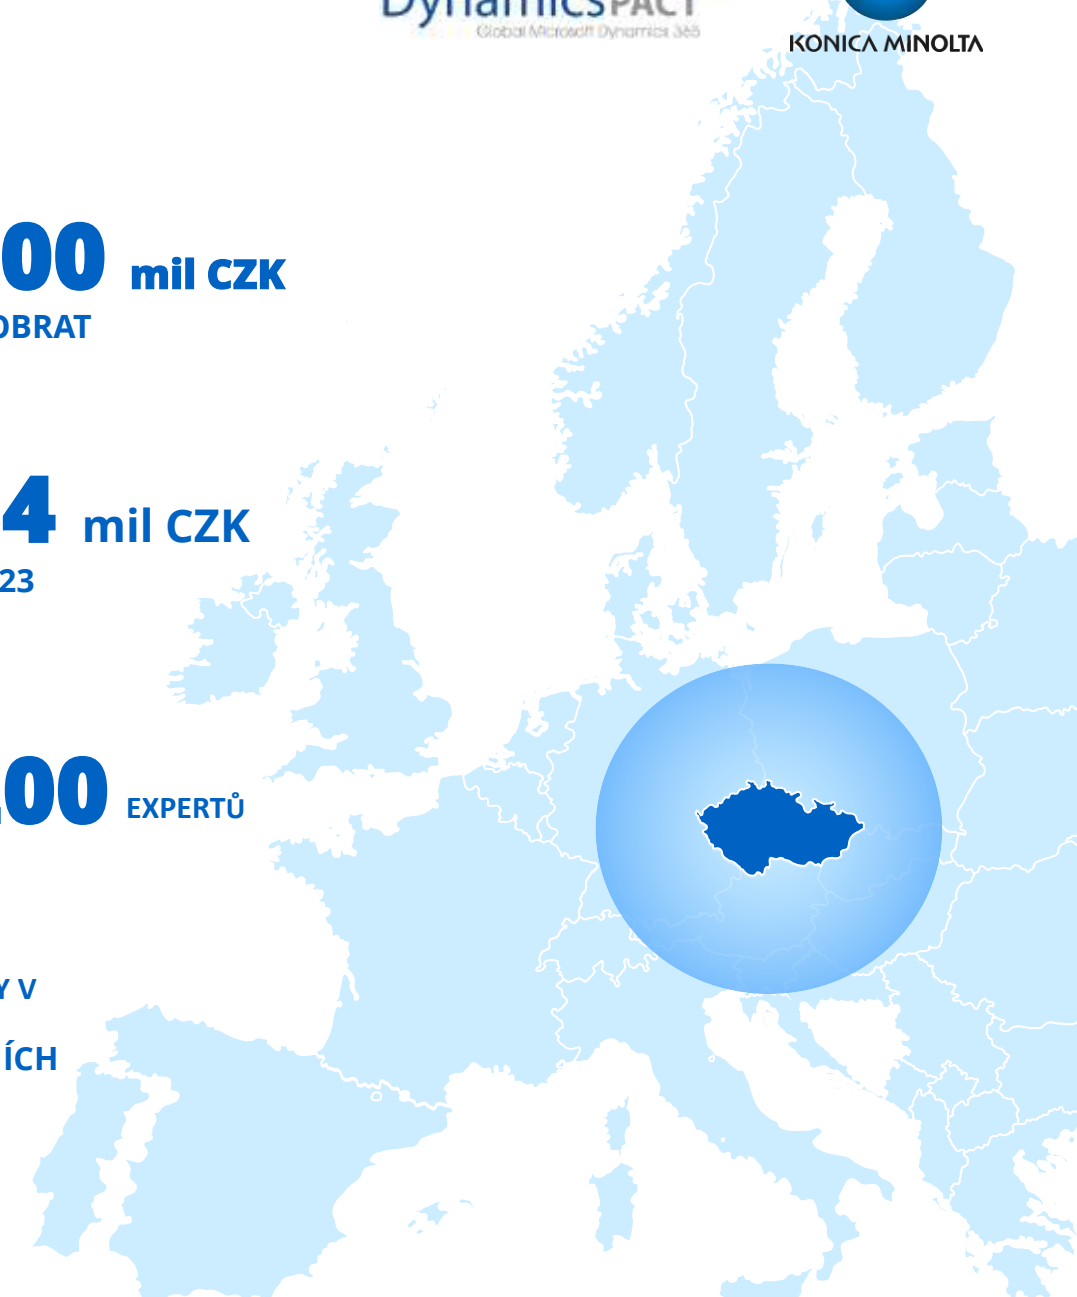 DynamicsPACT
Global Microsoft Dynamics 365
KONICA MINOLTA
00 mil CZK
OBRAT
4 mil CZK
23
00 EXPERTŮ
Y V
ÍCH